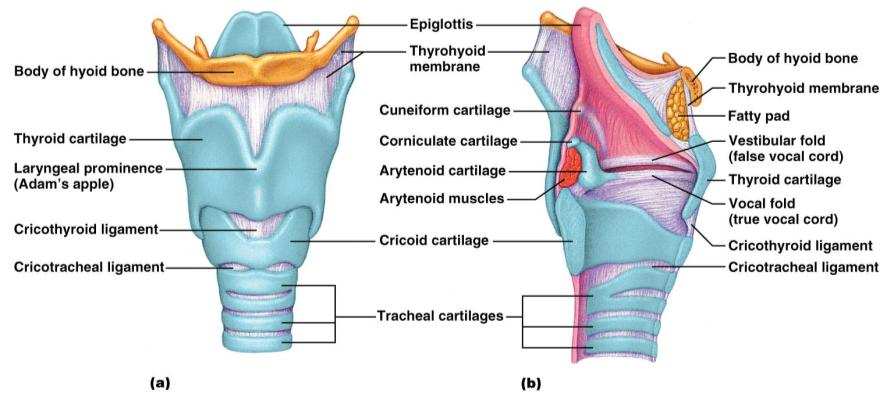 Body of hyoid bone
Thyroid cartilage
Laryngeal prominence
(Adam's apple)
Cricothyroid ligament
Cricotracheal ligament
Epiglottis
Thyrohyoid
membrane
Cuneiform cartilage
Corniculate cartilage
Arytenoid cartilage
Arytenoid muscles
Cricoid cartilage
Tracheal cartilages
Body of hyoid bone
Thyrohyoid membrane
Fatty pad
Vestibular fold
(false vocal cord)
Thyroid cartilage
Vocal fold
(true vocal cord)
Cricothyroid ligament
Cricotracheal ligament
(a)
(b)